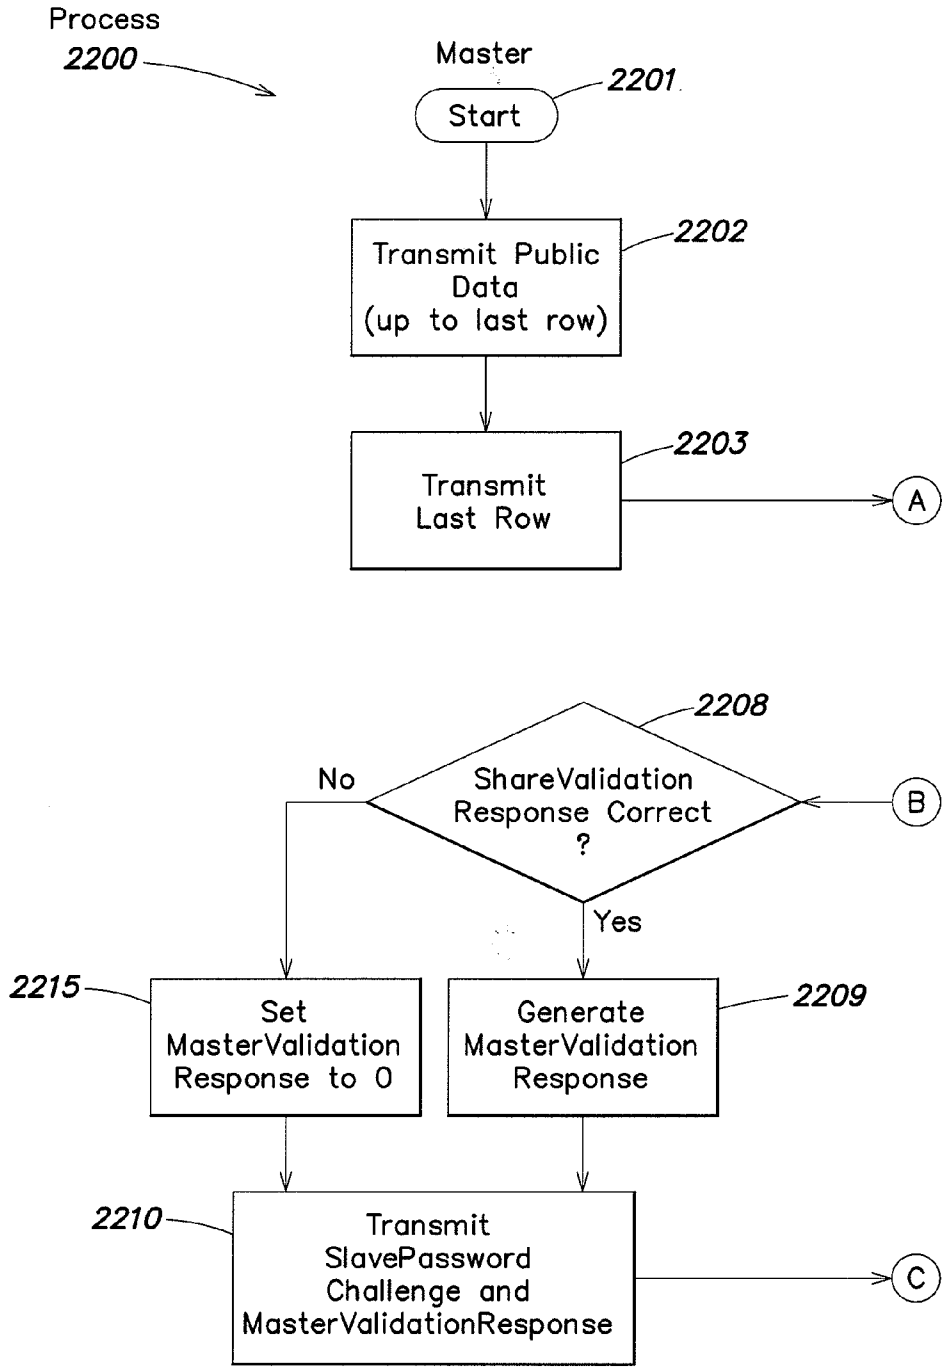 Process
2200
Master
2201
Start
2202
Transmit Public
Data
(up to last row)
2203
Transmit
Last Row
A
2208
No
ShareValidation
Response Correct
?
B
Yes
2215
2209
Set
MasterValidation
Response to 0
Generate
MasterValidation
Response
2210
Transmit
SlavePassword
Challenge and
MasterValidationResponse
C